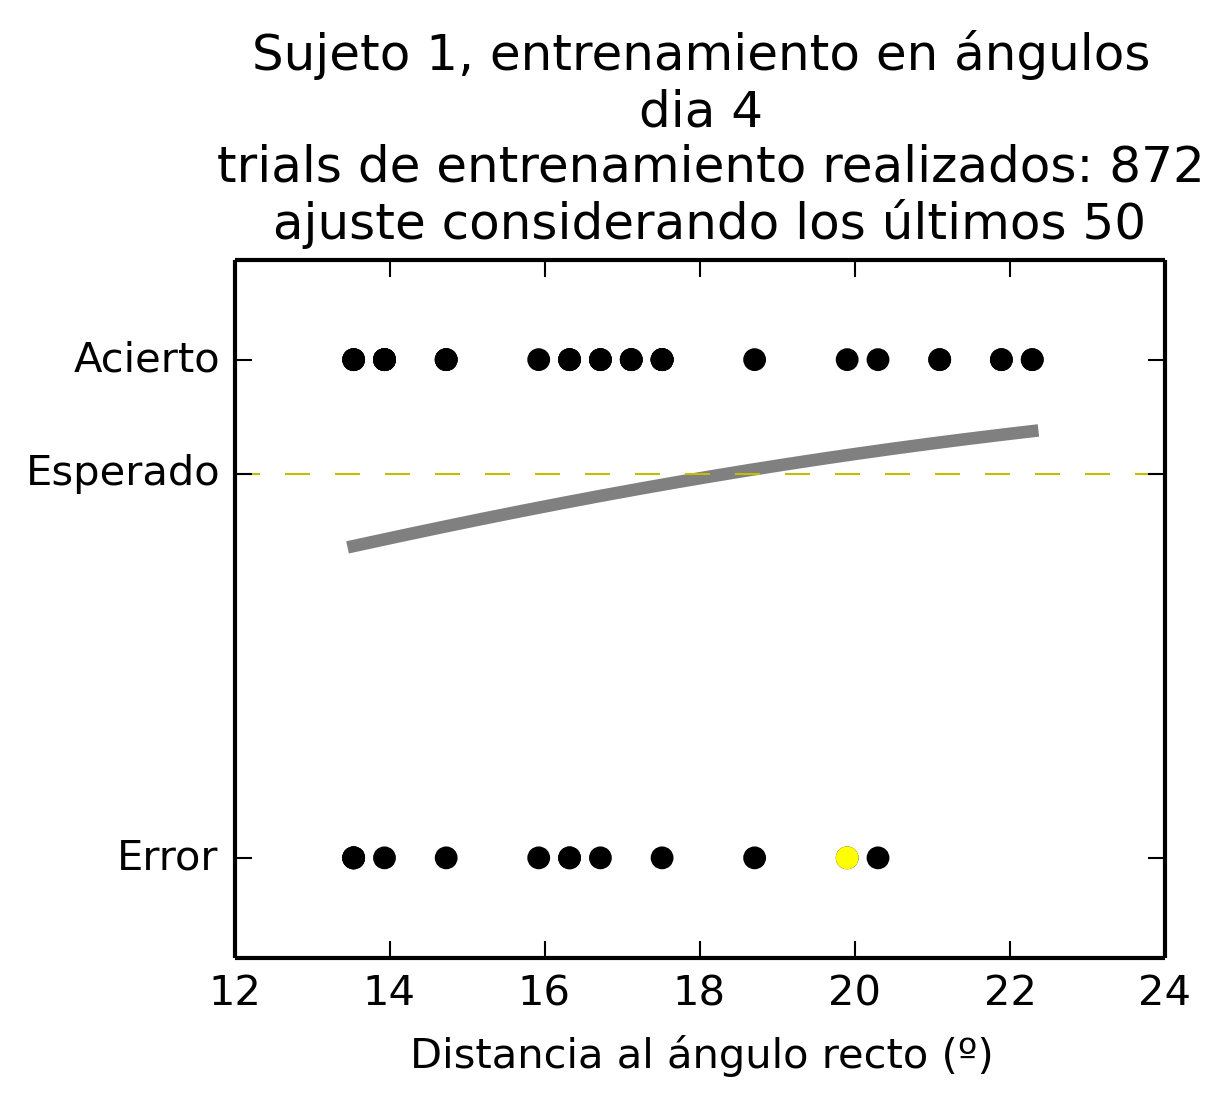 Sujeto 1, entrenamiento en ángulos
dia 4
trials de entrenamiento realizados: 872
ajuste considerando los últimos 50
Acierto
Esperado
Error
12 14 16 18 20 22 24
Distancia al ángulo recto (º)